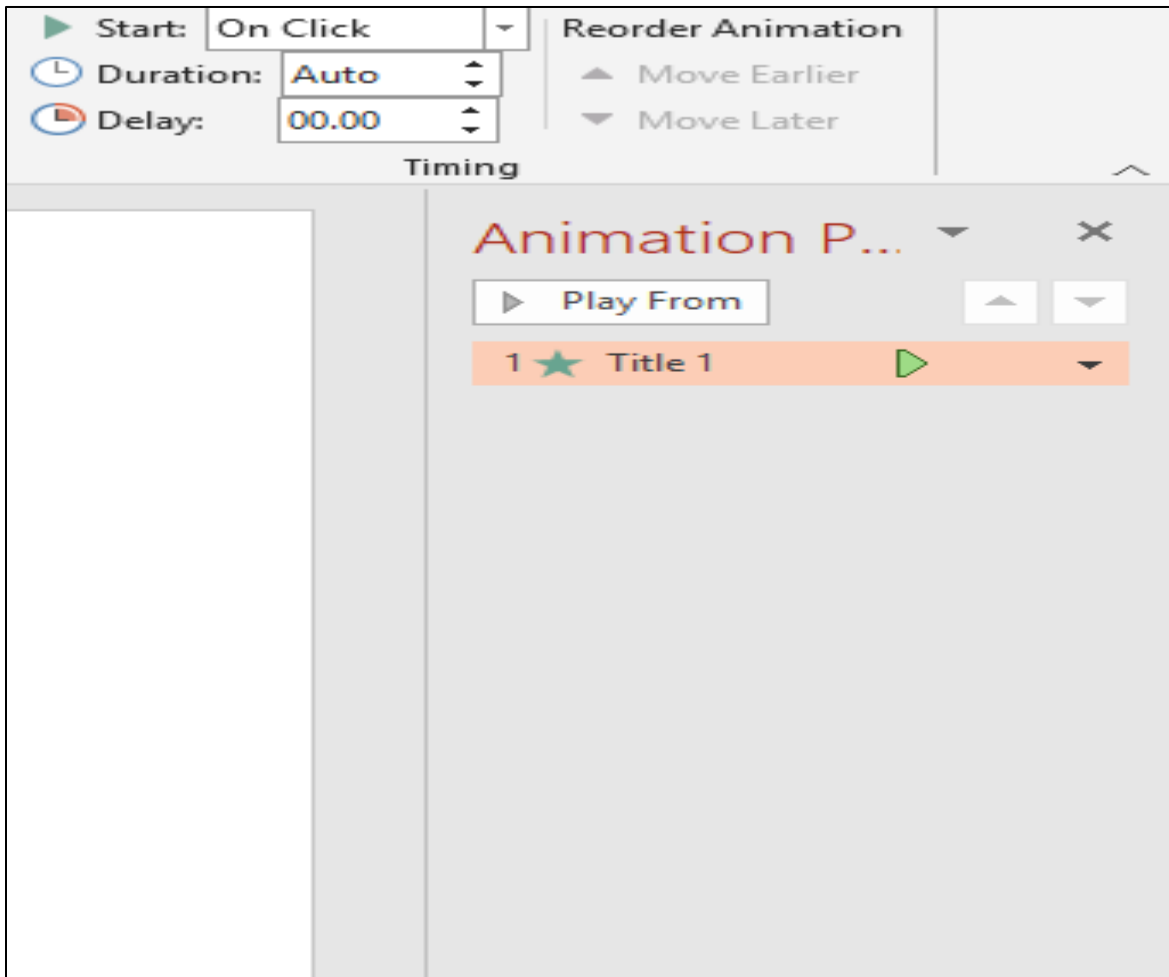 Start: On Click
Duration: Auto
Delay: 00.00
Reorder Animation
Move Earlier
Move Later
Timing
Animation P...
Play From
1 Title 1